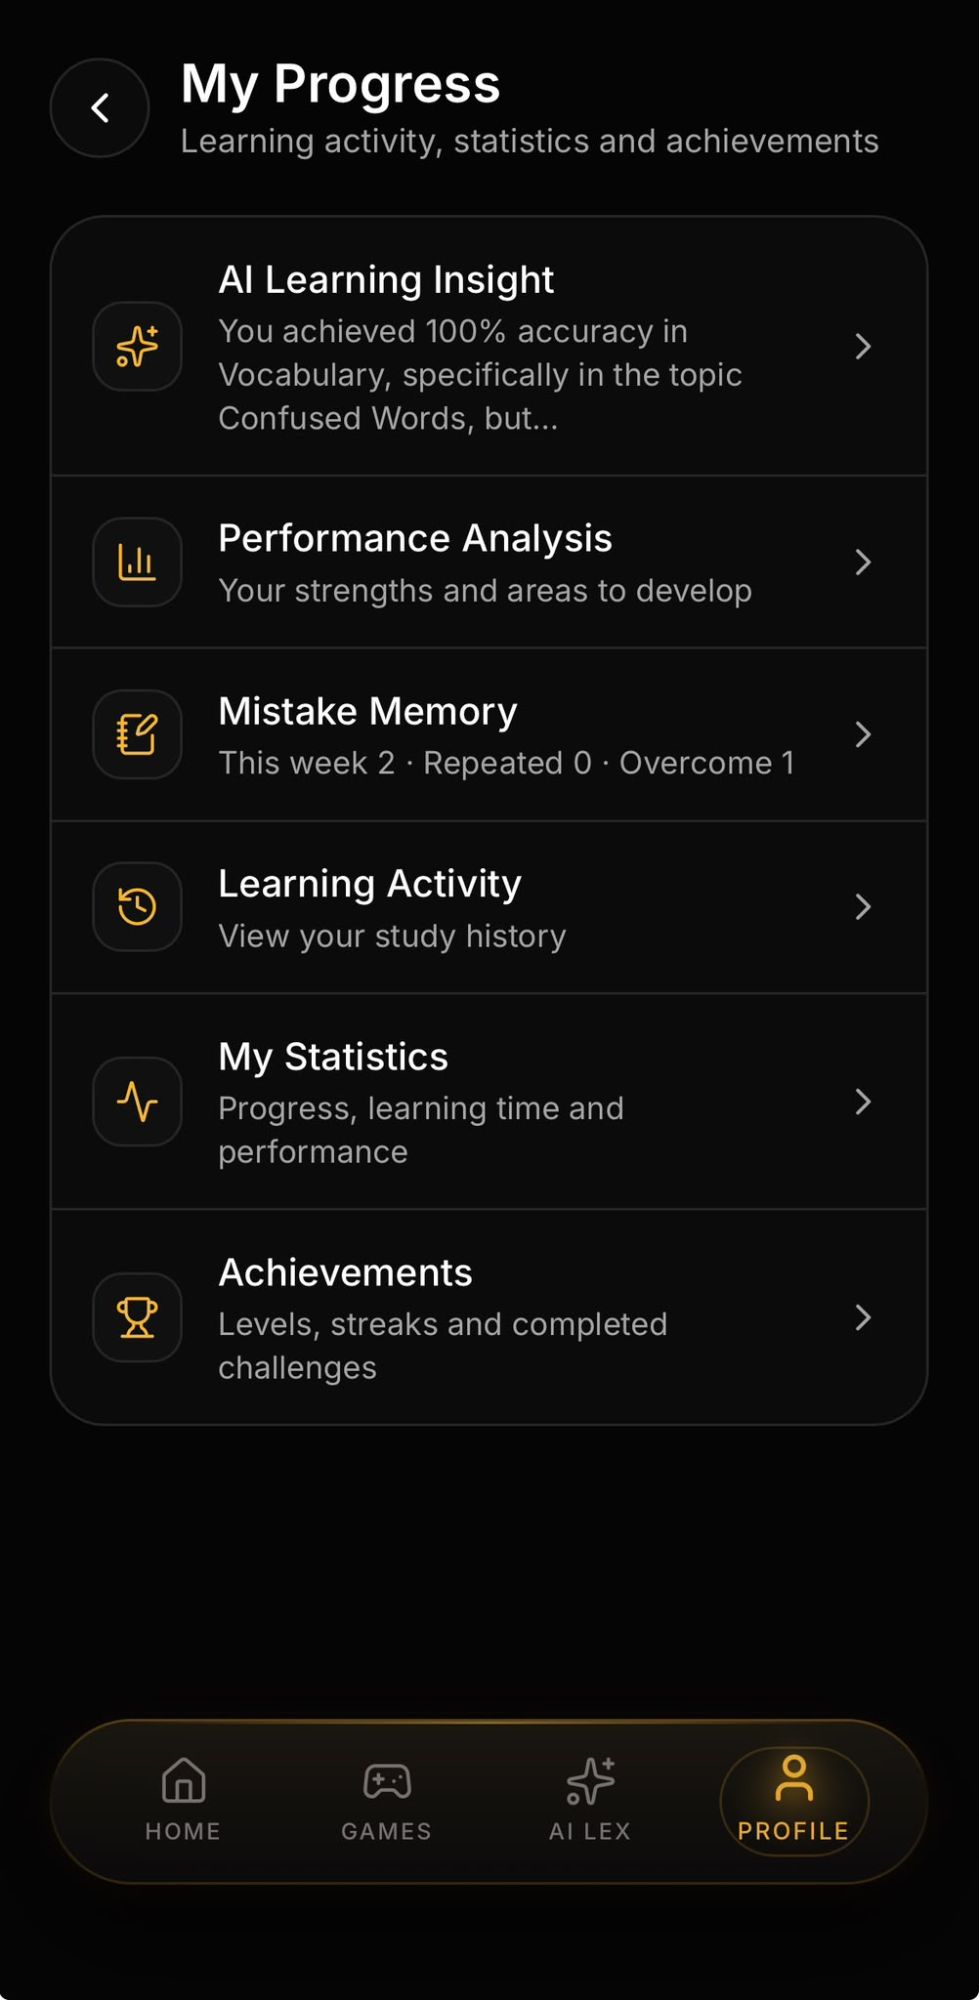 My Progress
Learning activity, statistics and achievements
AI Learning Insight
You achieved 100% accuracy in
Vocabulary, specifically in the topic
Confused Words, but...
Performance Analysis
Your strengths and areas to develop
Mistake Memory
This week 2 · Repeated 0 · Overcome 1
Learning Activity
View your study history
My Statistics
Progress, learning time and
performance
Achievements
Levels, streaks and completed
challenges
HOME
GAMES
AI LEX
PROFILE